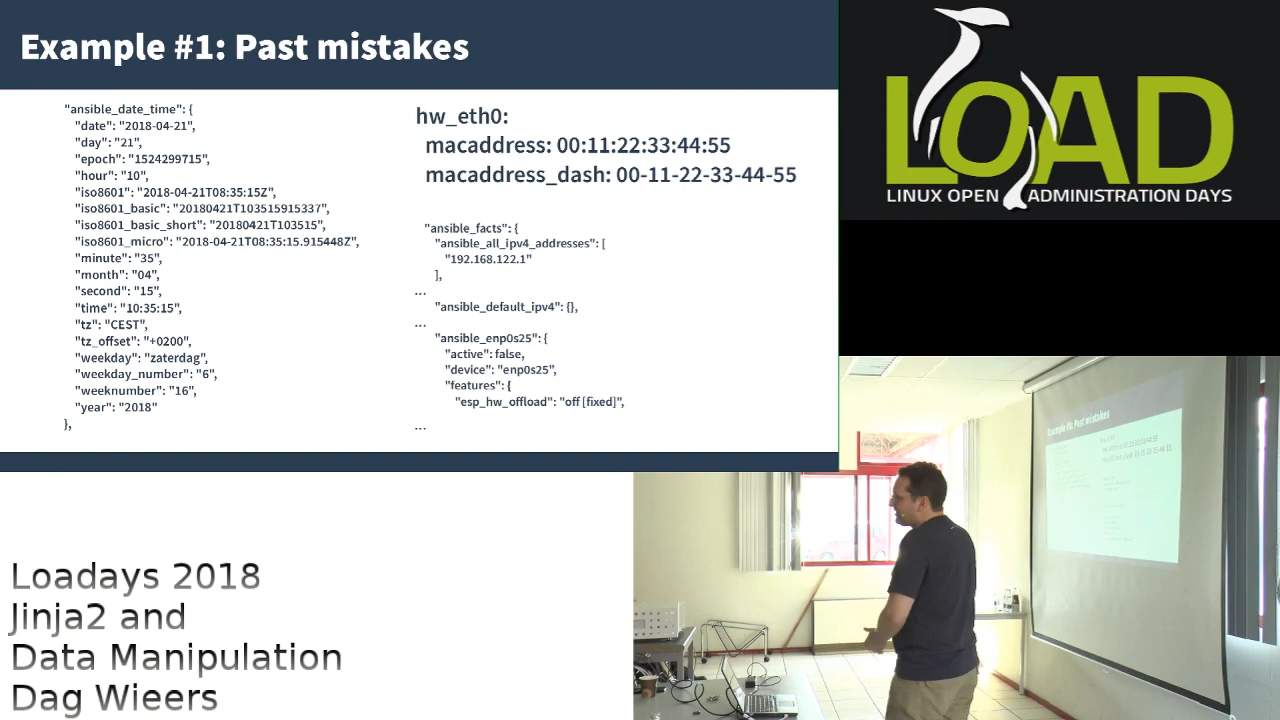 Example #1: Past mistakes
"ansible_date_time": {
"date": "2018-04-21",
"day": "21",
"epoch": "1524299715",
"hour": "10",
"iso8601": "2018-04-21T08:35:15Z",
"iso8601_basic": "20180421T103515915337",
"iso8601_basic_short": "20180421T103515",
"iso8601_micro": "2018-04-21T08:35:15.915448Z",
"minute": "35",
"month": "04",
"second": "15",
"time": "10:35:15",
"tz": "CEST",
"tz_offset": "+0200",
"weekday": "zaterdag",
"weekday_number": "6",
"weeknumber": "16",
"year": "2018"
},
hw_eth0:
macaddress: 00:11:22:33:44:55
macaddress_dash: 00-11-22-33-44-55
"ansible_facts": {
"ansible_all_ipv4_addresses": [
"192.168.122.1"
],
...
"ansible_default_ipv4": {},
...
"ansible_enp0s25": {
"active": false,
"device": "enp0s25",
"features": {
"esp_hw_offload": "off [fixed]",
...
LOAD
LINUX OPEN ADMINISTRATION DAYS
Example #1: Past mistakes
Loadays 2018
Jinja2 and
Data Manipulation
Dag Wieers